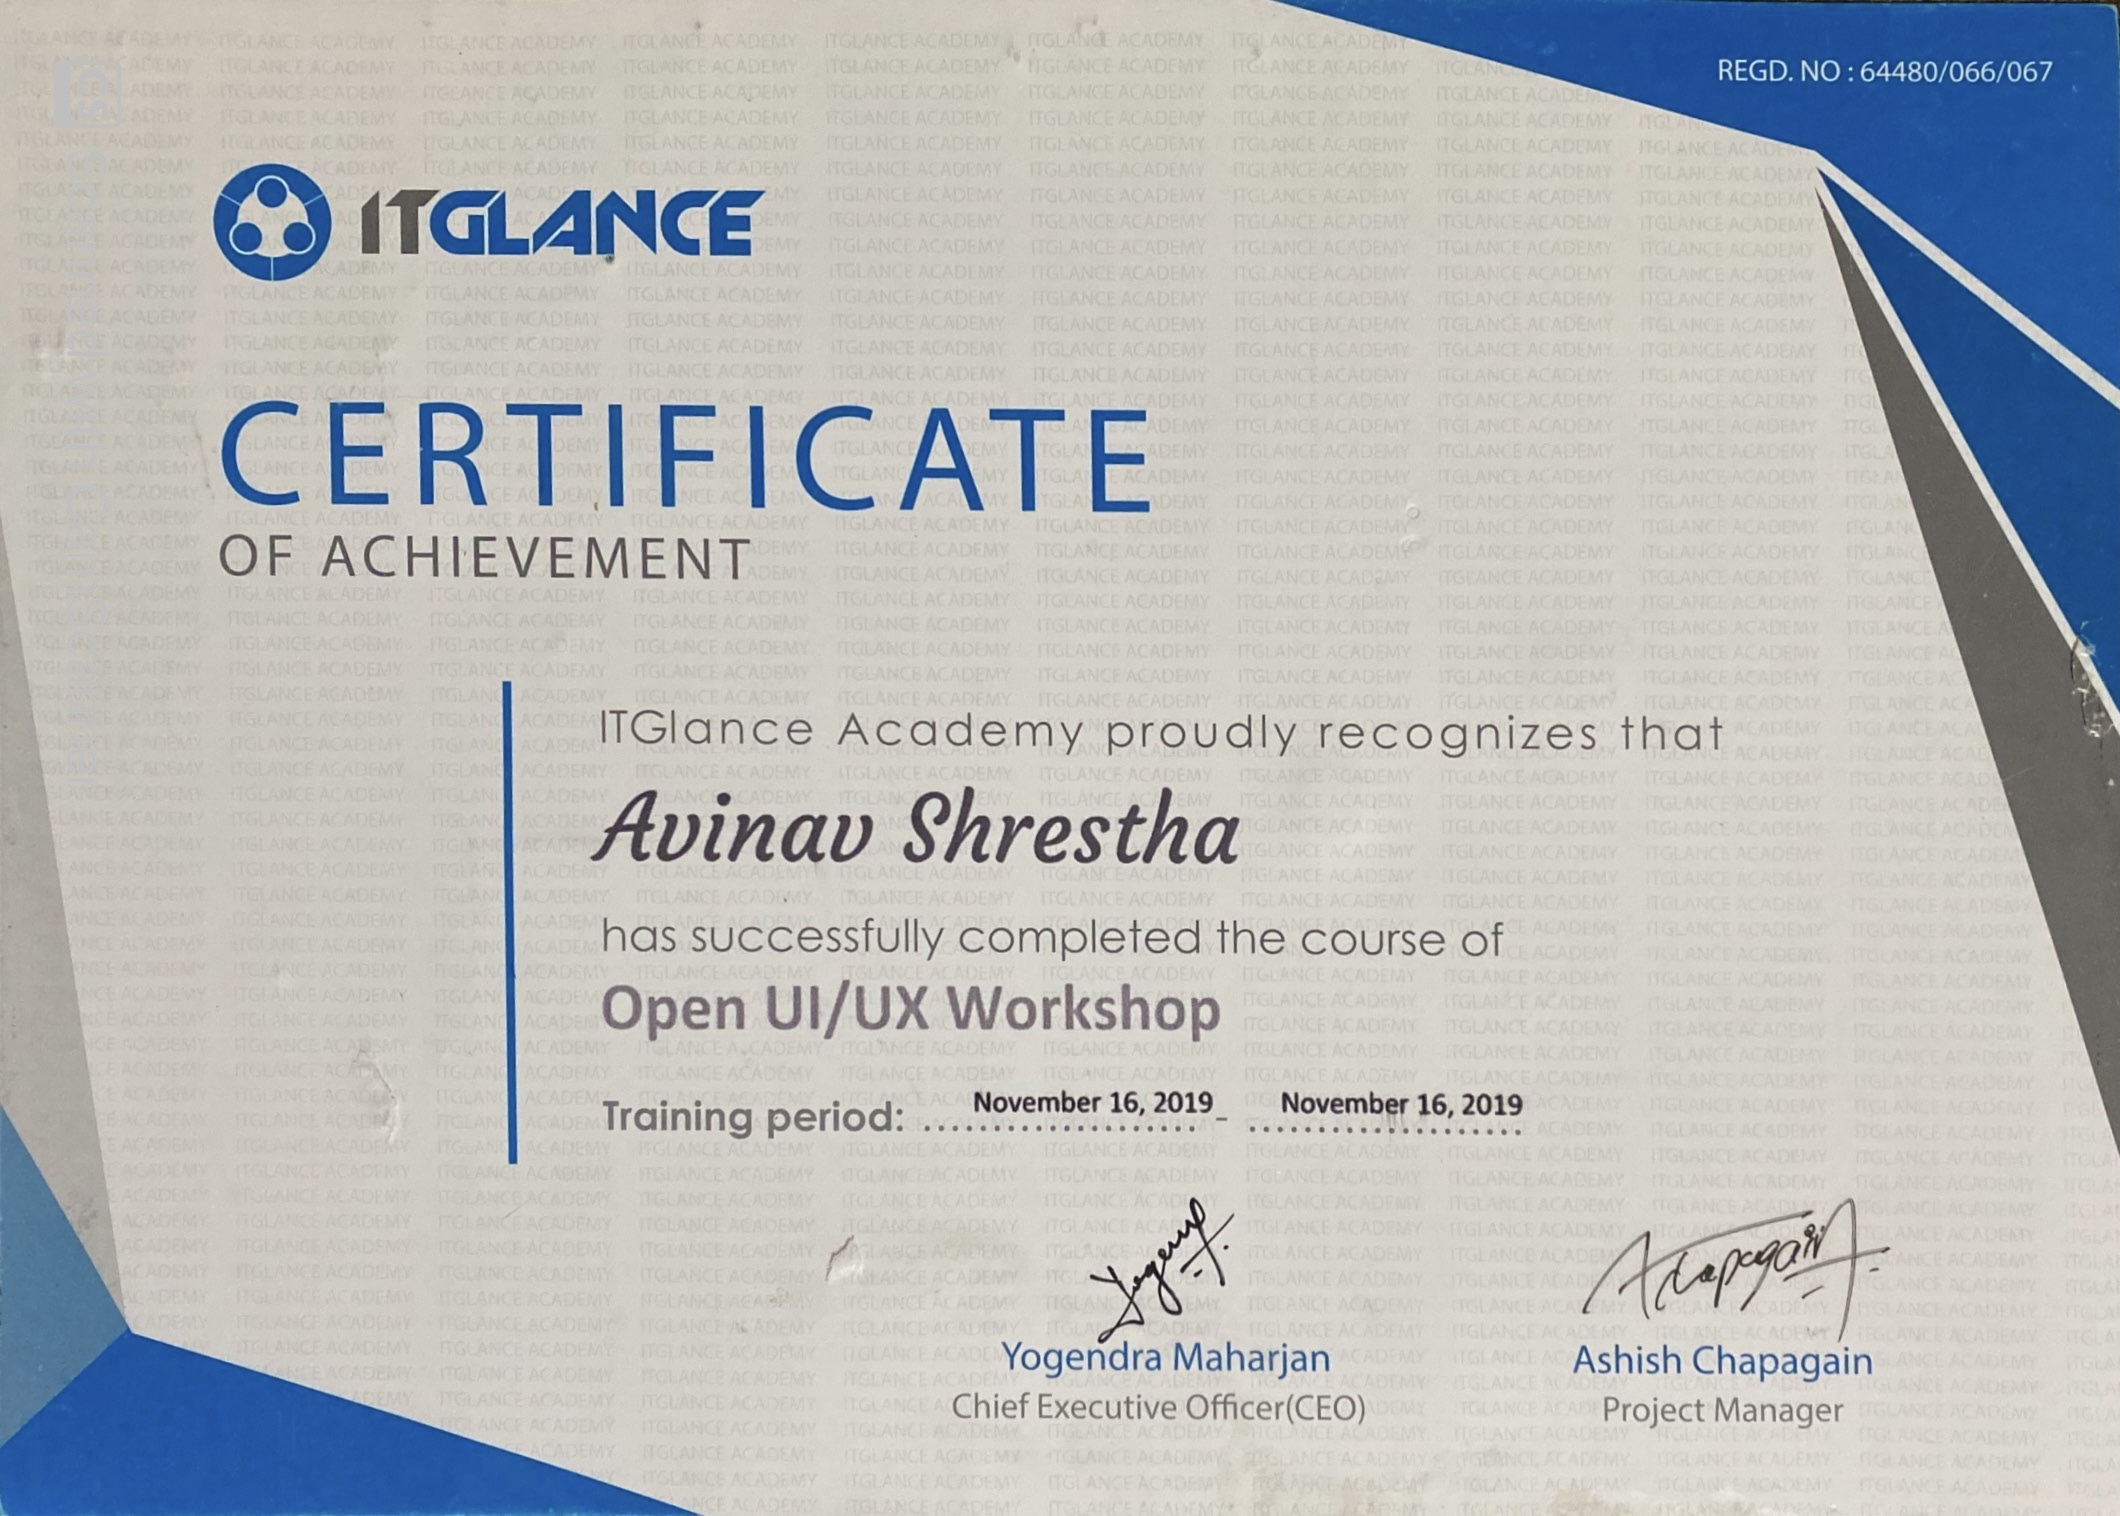 REGD. NO : 64480/066/067
ITGLANCE
CERTIFICATE
OF ACHIEVEMENT
ITGlance Academy proudly recognizes that
Avinav Shrestha
has successfully completed the course of
Open UI/UX Workshop
Training period: November 16, 2019 - November 16, 2019
Yogendra Maharjan
Ashish Chapagain
Chief Executive Officer(CEO)
Project Manager